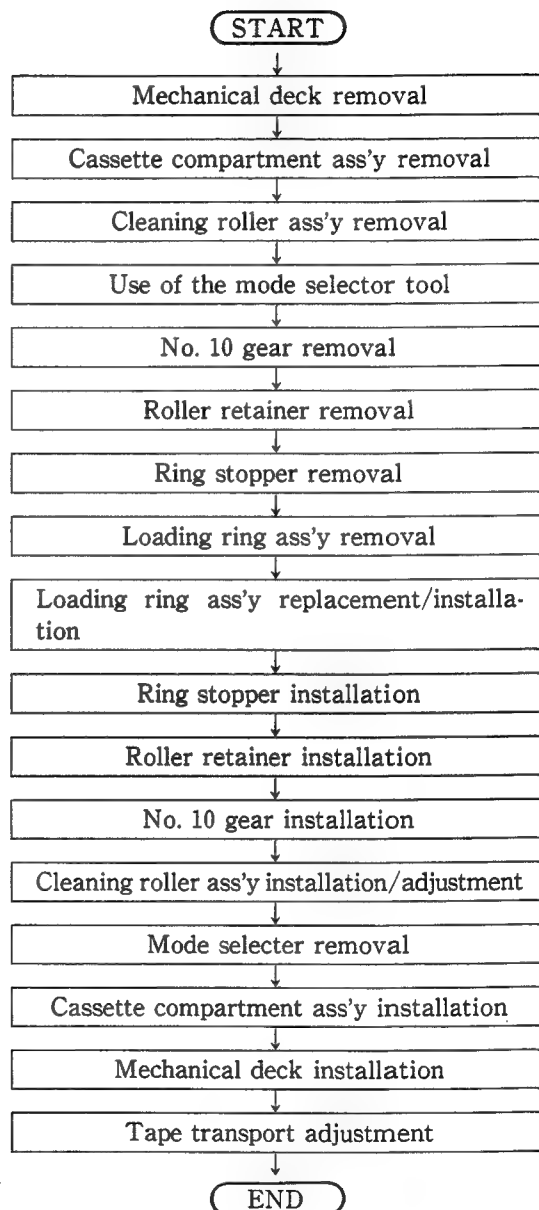 START
Mechanical deck removal
Cassette compartment ass'y removal
Cleaning roller ass'y removal
Use of the mode selector tool
No. 10 gear removal
Roller retainer removal
Ring stopper removal
Loading ring ass'y removal
Loading ring ass'y replacement/installa-
tion
Ring stopper installation
Roller retainer installation
No. 10 gear installation
Cleaning roller ass'y installation/adjustment
Mode selecter removal
Cassette compartment ass'y installation
Mechanical deck installation
Tape transport adjustment
END